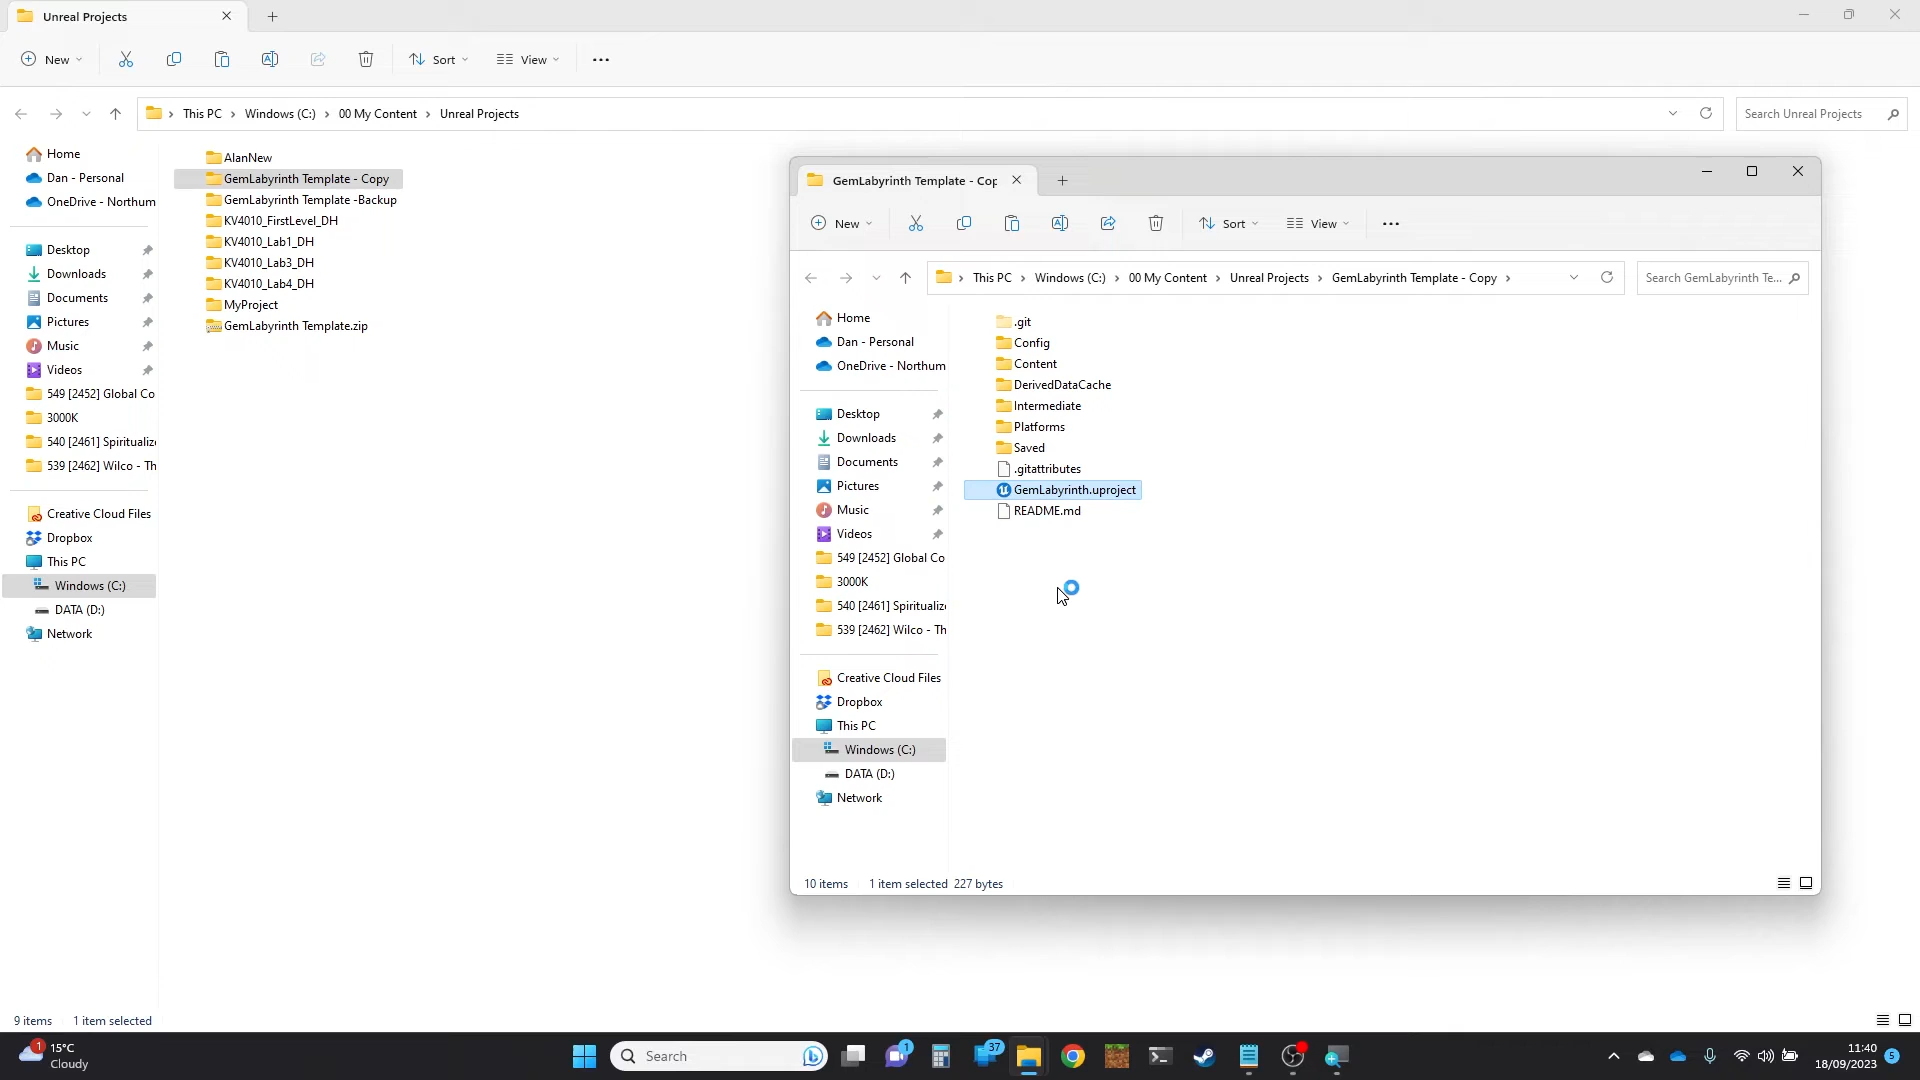 Unreal Projects
New
Sort
View
This PC
Windows (C:)
00 My Content
Unreal Projects
Search Unreal Projects
Home
Dan - Personal
OneDrive - Northum
Desktop
Downloads
Documents
Pictures
Music
Videos
549 [2452] Global Co
3000K
540 [2461] Spiritualiz
539 [2462] Wilco - Th
Creative Cloud Files
Dropbox
This PC
Windows (C:)
DATA (D:)
Network
AlanNew
GemLabyrinth Template - Copy
GemLabyrinth Template -Backup
KV4010_FirstLevel_DH
KV4010_Lab1_DH
KV4010_Lab3_DH
KV4010_Lab4_DH
MyProject
GemLabyrinth Template.zip
9 items
1 item selected
GemLabyrinth Template - Cop
New
Sort
View
This PC
Windows (C:)
00 My Content
Unreal Projects
GemLabyrinth Template - Copy
Search GemLabyrinth Te...
Home
Dan - Personal
OneDrive - Northum
Desktop
Downloads
Documents
Pictures
Music
Videos
549 [2452] Global Co
3000K
540 [2461] Spiritualiz
539 [2462] Wilco - Th
Creative Cloud Files
Dropbox
This PC
Windows (C:)
DATA (D:)
Network
.git
Config
Content
DerivedDataCache
Intermediate
Platforms
Saved
.gitattributes
GemLabyrinth.uproject
README.md
10 items
1 item selected 227 bytes
1
15°C
Cloudy
Search
1
37
11:40
18/09/2023
5